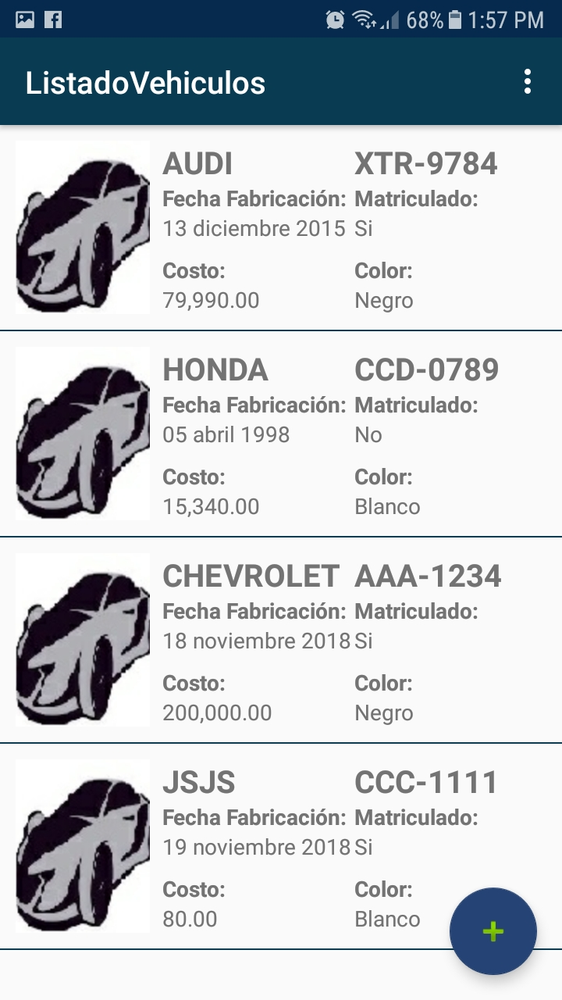 68% 1:57 PM
ListadoVehiculos
AUDI XTR-9784
Fecha Fabricación: Matriculado:
13 diciembre 2015 Si
Costo: Color:
79,990.00 Negro
HONDA CCD-0789
Fecha Fabricación: Matriculado:
05 abril 1998 No
Costo: Color:
15,340.00 Blanco
CHEVROLET AAA-1234
Fecha Fabricación: Matriculado:
18 noviembre 2018 Si
Costo: Color:
200,000.00 Negro
JSJS CCC-1111
Fecha Fabricación: Matriculado:
19 noviembre 2018 Si
Costo: Color:
80.00 Blanco
+